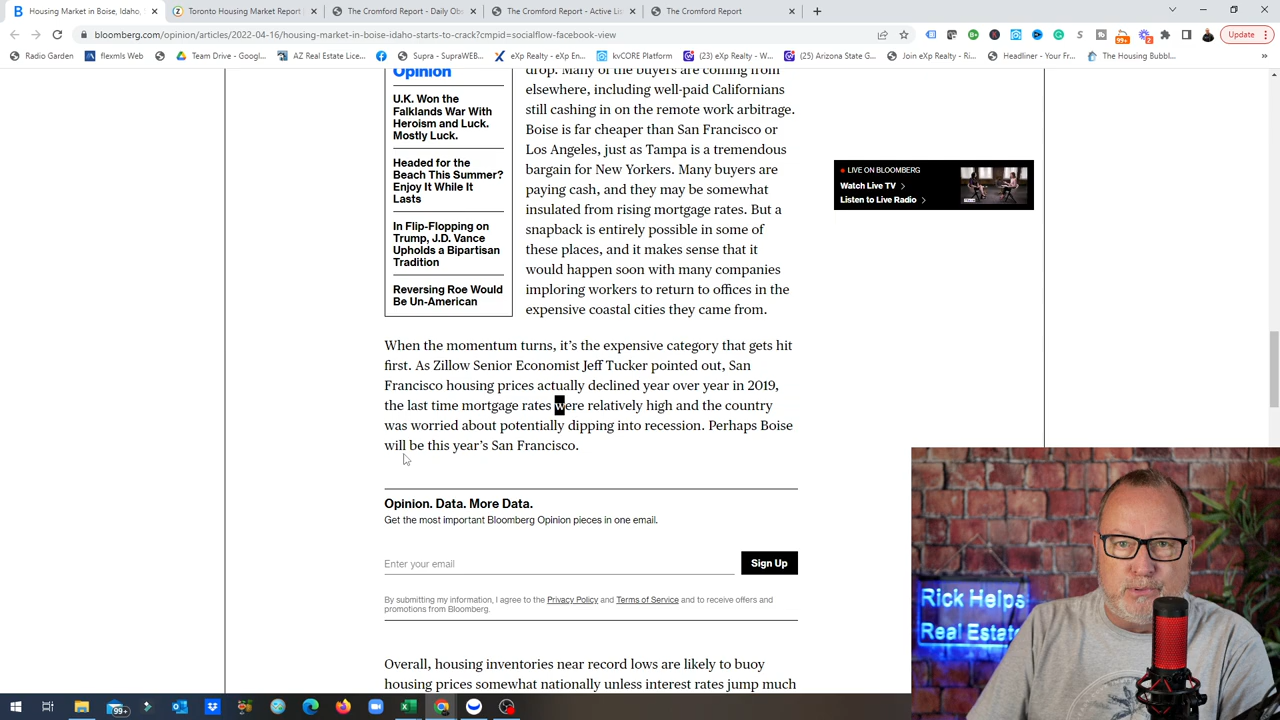 Housing Market in Boise, Idaho,
Toronto Housing Market Report
The Cromford Report - Daily Obs
The Cromford Report - Active Lis
The Cromford Report
bloomberg.com/opinion/articles/2022-04-16/housing-market-in-boise-idaho-starts-to-crack?cmpid=socialflow-facebook-view
Update
Radio Garden
flexmls Web
Team Drive - Googl...
AZ Real Estate Lice...
Supra - SupraWEB...
eXp Realty - eXp En...
kvCORE Platform
(23) eXp Realty - W...
(25) Arizona State G...
Join eXp Realty - Ri...
Headliner - Your Fr...
The Housing Bubbl...
Opinion
U.K. Won the
Falklands War With
Heroism and Luck.
Mostly Luck.
Headed for the
Beach This Summer?
Enjoy It While It
Lasts
In Flip-Flopping on
Trump, J.D. Vance
Upholds a Bipartisan
Tradition
Reversing Roe Would
Be Un-American
drop. Many of the buyers are coming from
elsewhere, including well-paid Californians
still cashing in on the remote work arbitrage.
Boise is far cheaper than San Francisco or
Los Angeles, just as Tampa is a tremendous
bargain for New Yorkers. Many buyers are
paying cash, and they may be somewhat
insulated from rising mortgage rates. But a
snapback is entirely possible in some of
these places, and it makes sense that it
would happen soon with many companies
imploring workers to return to offices in the
expensive coastal cities they came from.
LIVE ON BLOOMBERG
Watch Live TV
Listen to Live Radio
When the momentum turns, it's the expensive category that gets hit
first. As Zillow Senior Economist Jeff Tucker pointed out, San
Francisco housing prices actually declined year over year in 2019,
the last time mortgage rates were relatively high and the country
was worried about potentially dipping into recession. Perhaps Boise
will be this year's San Francisco.
Opinion. Data. More Data.
Get the most important Bloomberg Opinion pieces in one email.
Enter your email
Sign Up
By submitting my information, I agree to the Privacy Policy and Terms of Service and to receive offers and
promotions from Bloomberg.
Overall, housing inventories near record lows are likely to buoy
housing prices somewhat nationally unless interest rates jump much
Rick Helps
Real Estate